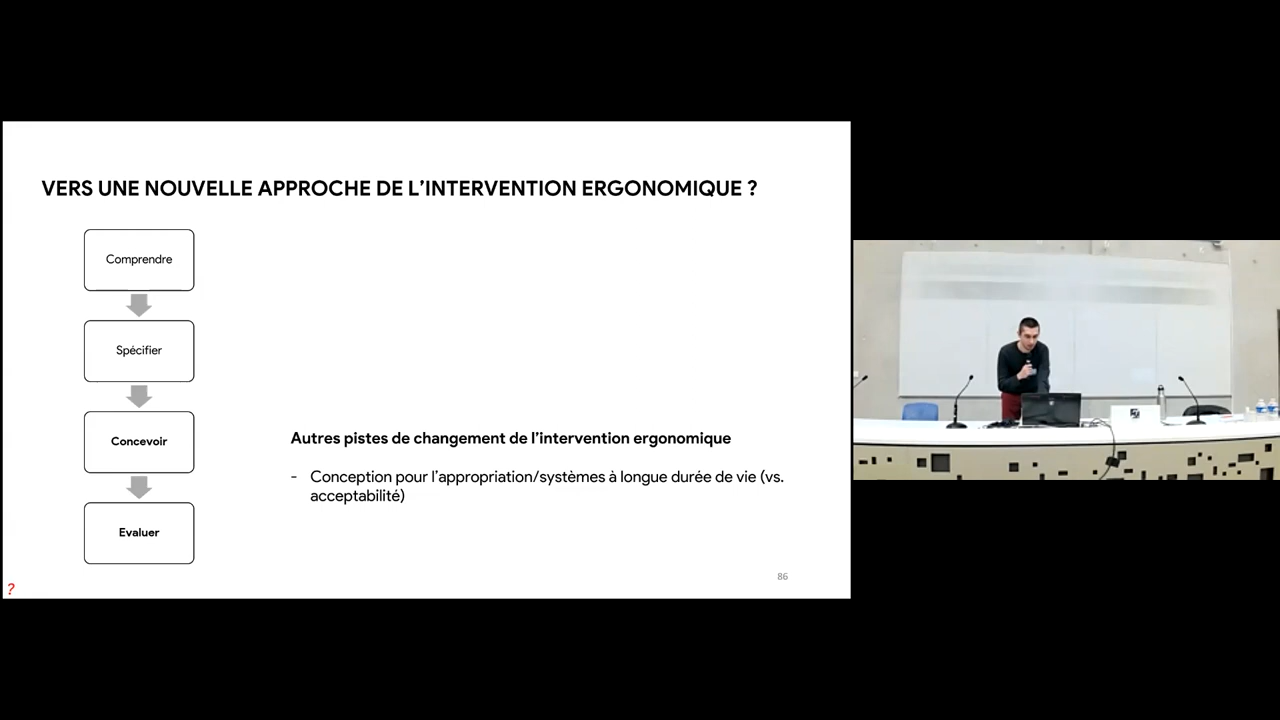 VERS UNE NOUVELLE APPROCHE DE L'INTERVENTION ERGONOMIQUE ?
Comprendre
Spécifier
Concevoir
Evaluer
Autres pistes de changement de l'intervention ergonomique
- Conception pour l'appropriation/systèmes à longue durée de vie (vs.
acceptabilité)
86
?